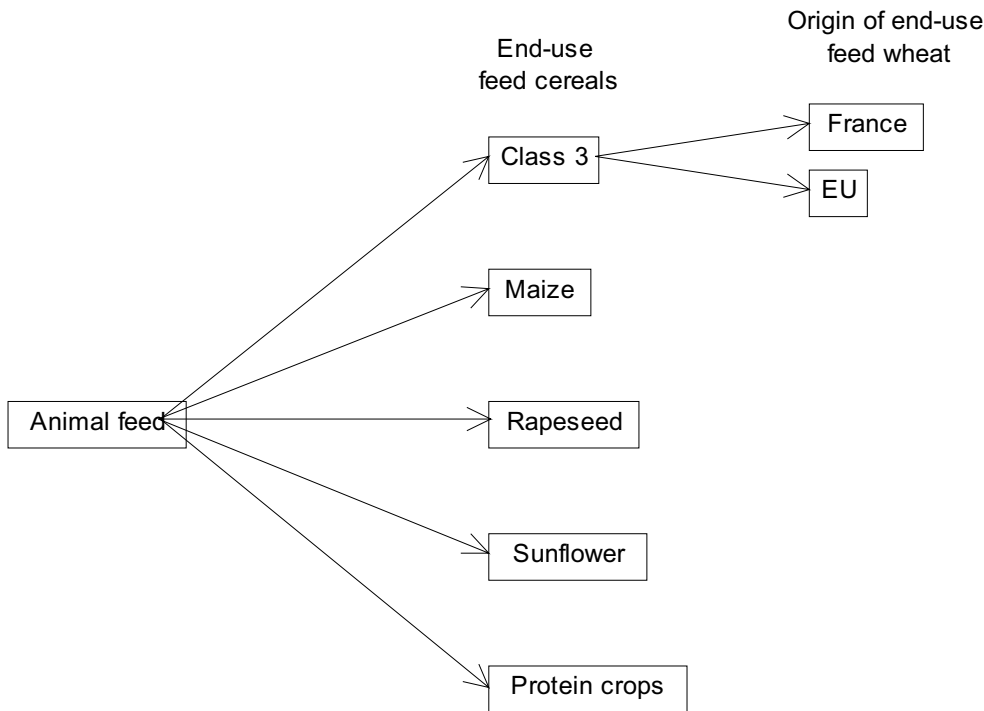 Origin of end-use
feed wheat
End-use
feed cereals
France
Class 3
EU
Maize
Animal feed
Rapeseed
Sunflower
Protein crops